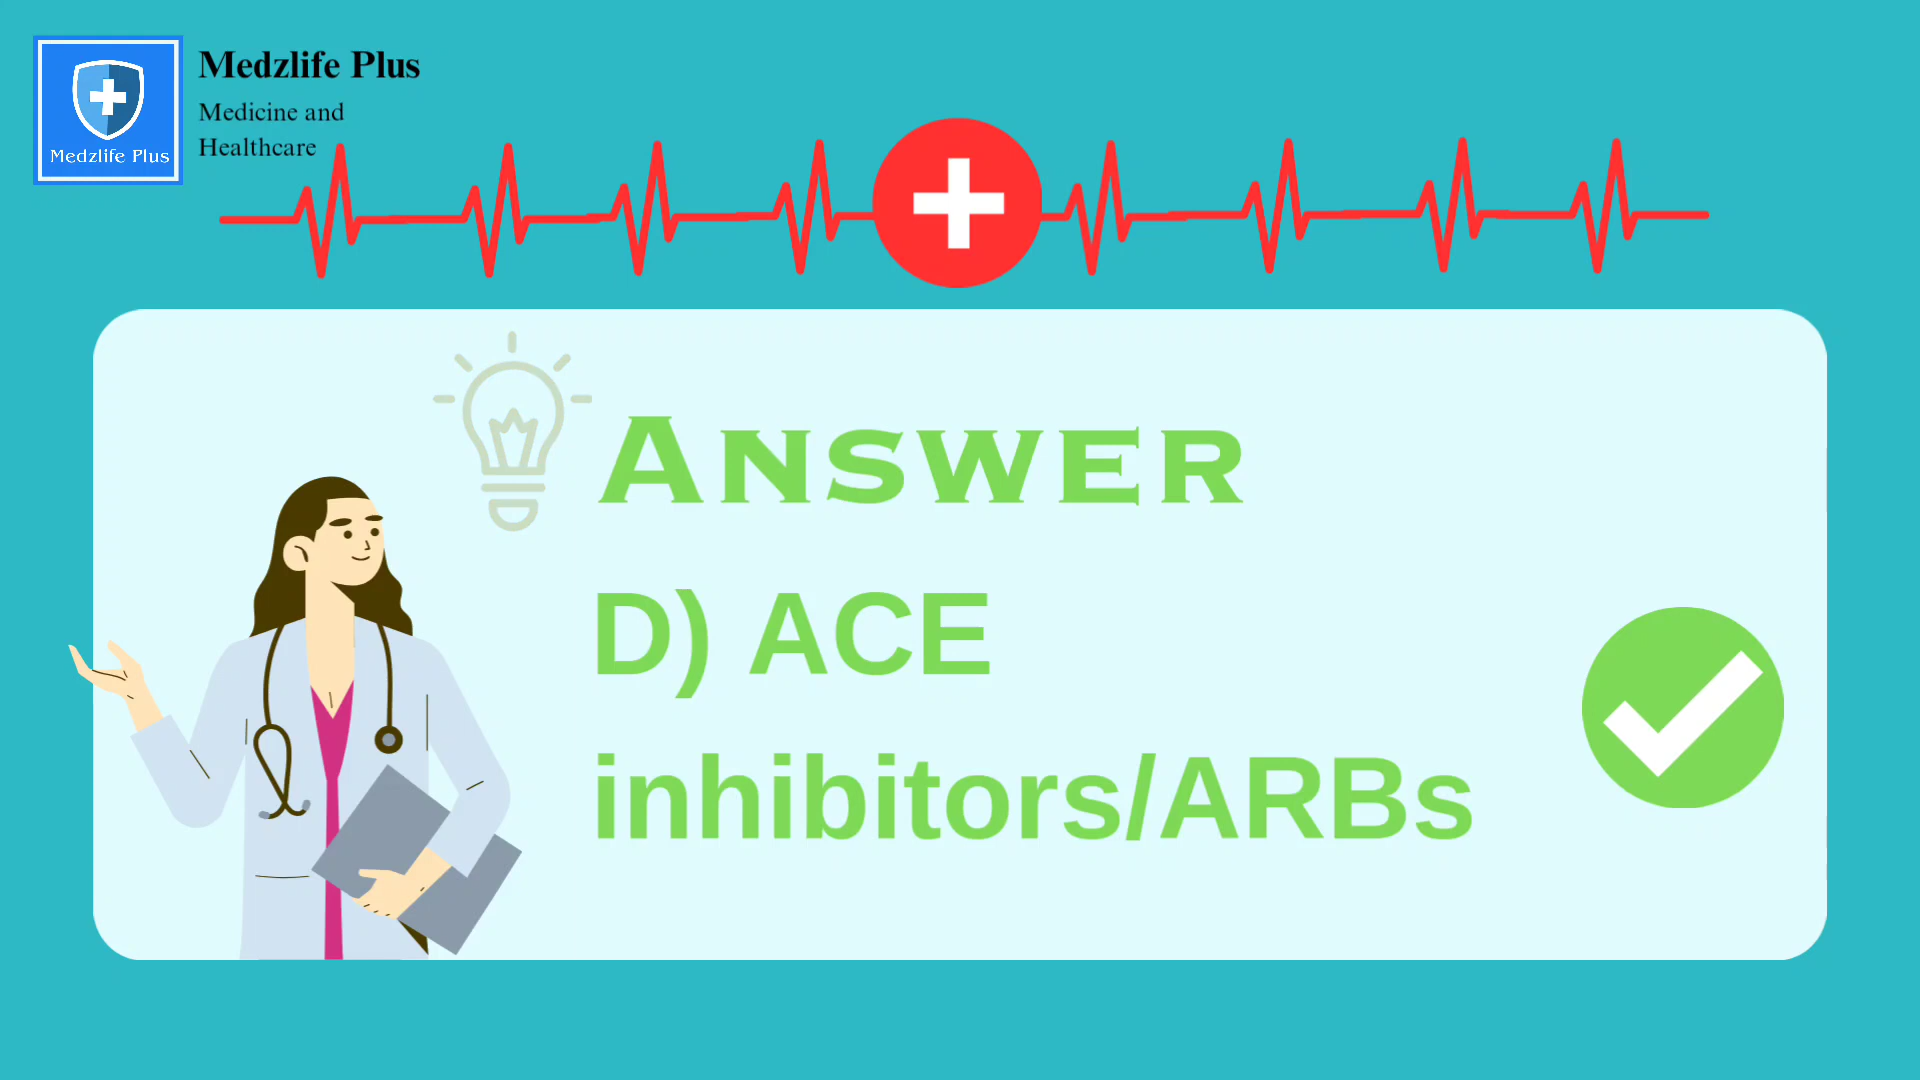 Medzlife Plus
Medicine and
Healthcare
Medzlife Plus
ANSWER
D) ACE
inhibitors/ARBs